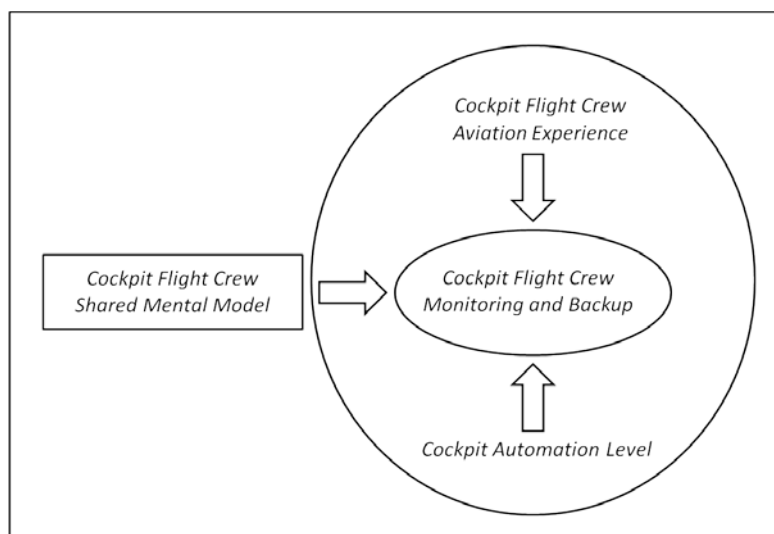 Cockpit Flight Crew
Aviation Experience
Cockpit Flight Crew
Shared Mental Model
Cockpit Flight Crew
Monitoring and Backup
Cockpit Automation Level